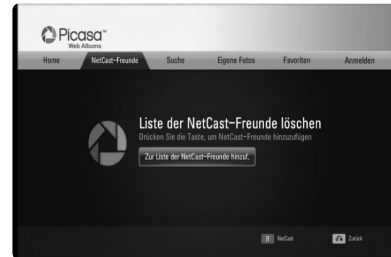 Picasa™
Web Albums
Home NetCast-Freunde Suche Eigene Fotos Favoriten Anmelden
Liste der NetCast-Freunde löschen
Drücken Sie die Taste, um NetCast-Freunde hinzuzufügen
Zur Liste der NetCast-Freunde hinzuf.
NetCast Zurück